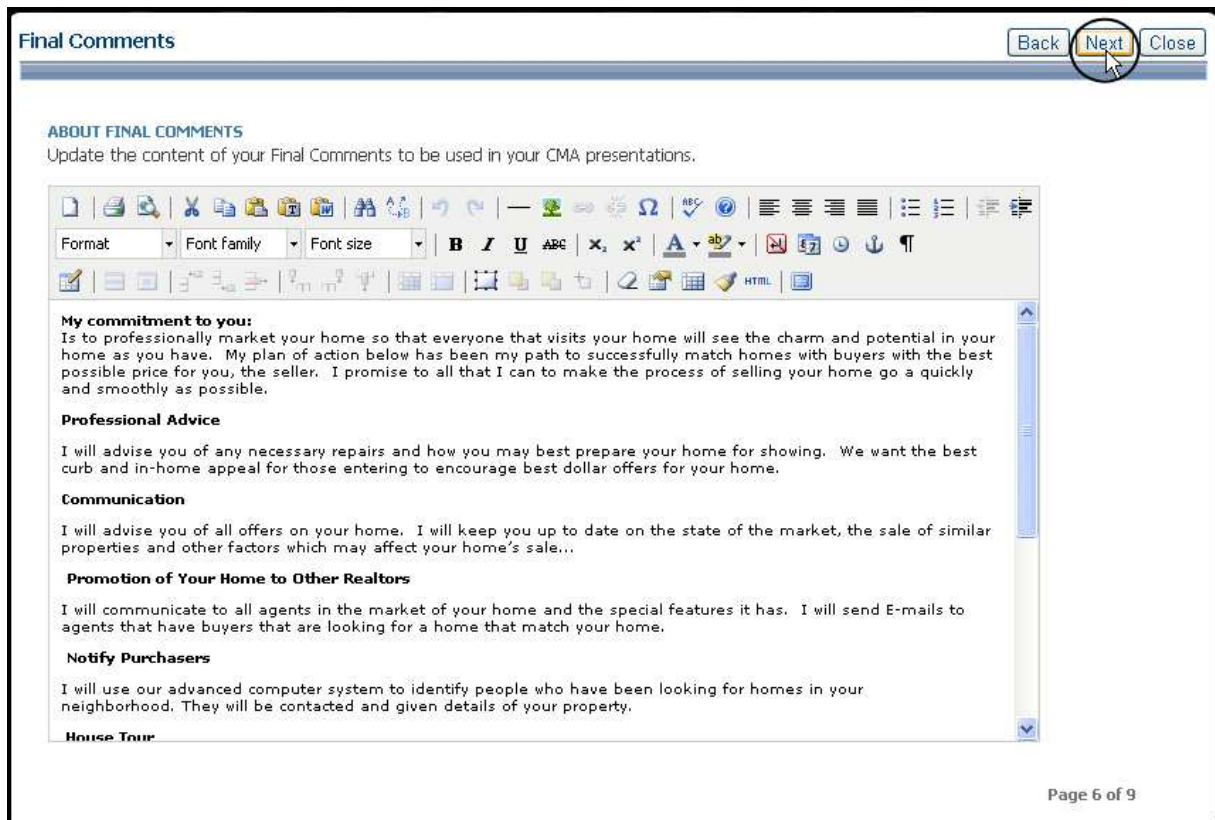 Final Comments
Back Next Close
ABOUT FINAL COMMENTS
Update the content of your Final Comments to be used in your CMA presentations.
Format Font family Font size B I U ABC x₂ x² A ab
HTML
My commitment to you:
Is to professionally market your home so that everyone that visits your home will see the charm and potential in your
home as you have. My plan of action below has been my path to successfully match homes with buyers with the best
possible price for you, the seller. I promise to all that I can to make the process of selling your home go a quickly
and smoothly as possible.
Professional Advice
I will advise you of any necessary repairs and how you may best prepare your home for showing. We want the best
curb and in-home appeal for those entering to encourage best dollar offers for your home.
Communication
I will advise you of all offers on your home. I will keep you up to date on the state of the market, the sale of similar
properties and other factors which may affect your home's sale...
Promotion of Your Home to Other Realtors
I will communicate to all agents in the market of your home and the special features it has. I will send E-mails to
agents that have buyers that are looking for a home that match your home.
Notify Purchasers
I will use our advanced computer system to identify people who have been looking for homes in your
neighborhood. They will be contacted and given details of your property.
House Tour
Page 6 of 9